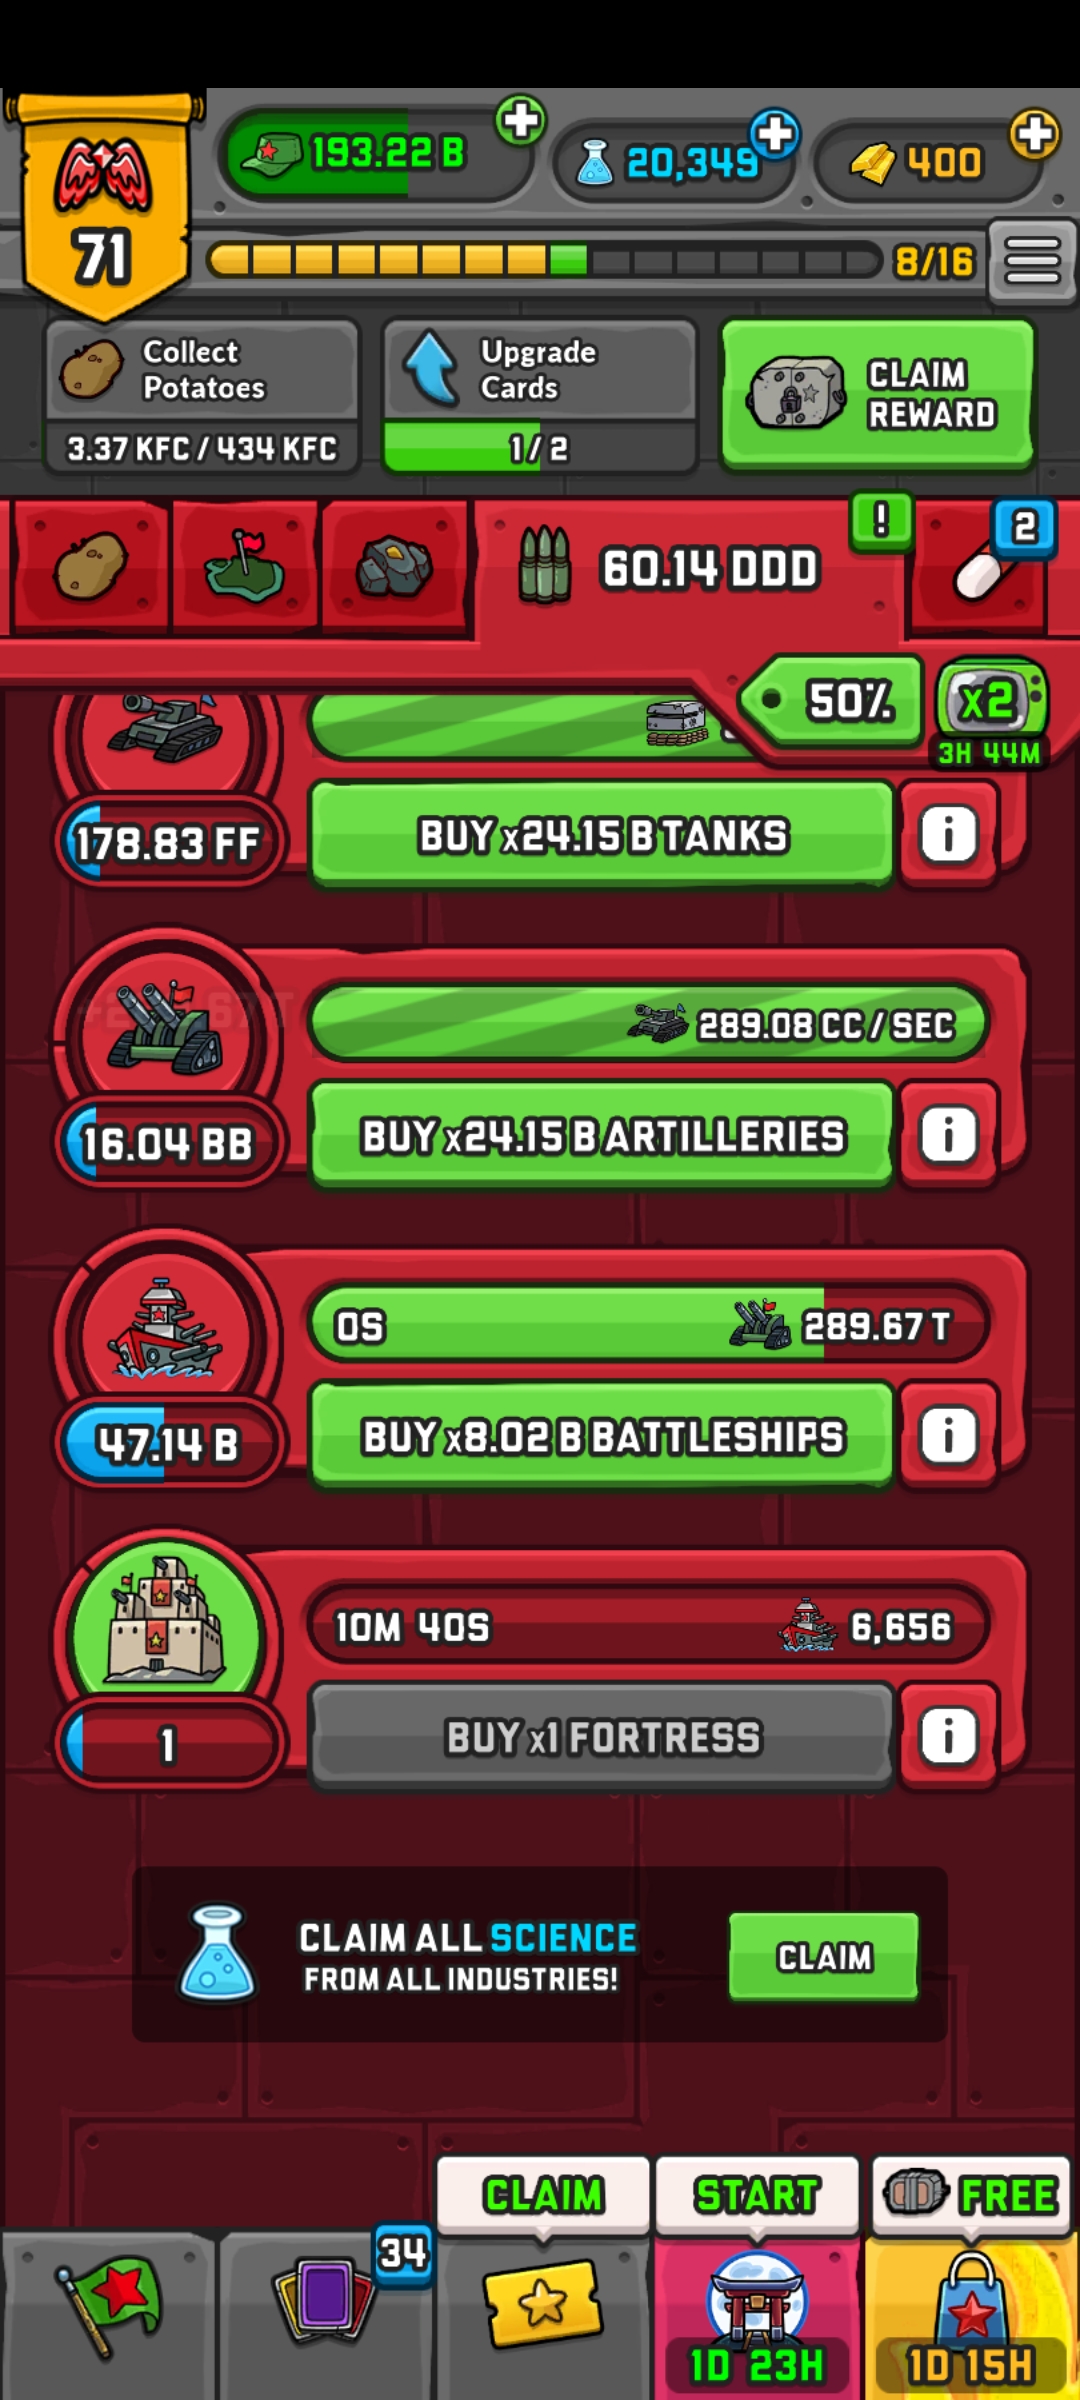 193.22 B
20,349
400
71
8/16
Collect
Potatoes
3.37 KFC / 434 KFC
Upgrade
Cards
1/ 2
CLAIM
REWARD
60.14 DDD
!
2
50%
x2
3H 44M
178.83 FF
BUY x24.15 B TANKS
i
289.08 CC / SEC
16.04 BB
BUY x24.15 B ARTILLERIES
i
0S
289.67 T
47.14 B
BUY x8.02 B BATTLESHIPS
i
10M 40S
6,656
1
BUY x1 FORTRESS
i
CLAIM ALL SCIENCE
FROM ALL INDUSTRIES!
CLAIM
CLAIM
START
FREE
34
1D 23H
1D 15H